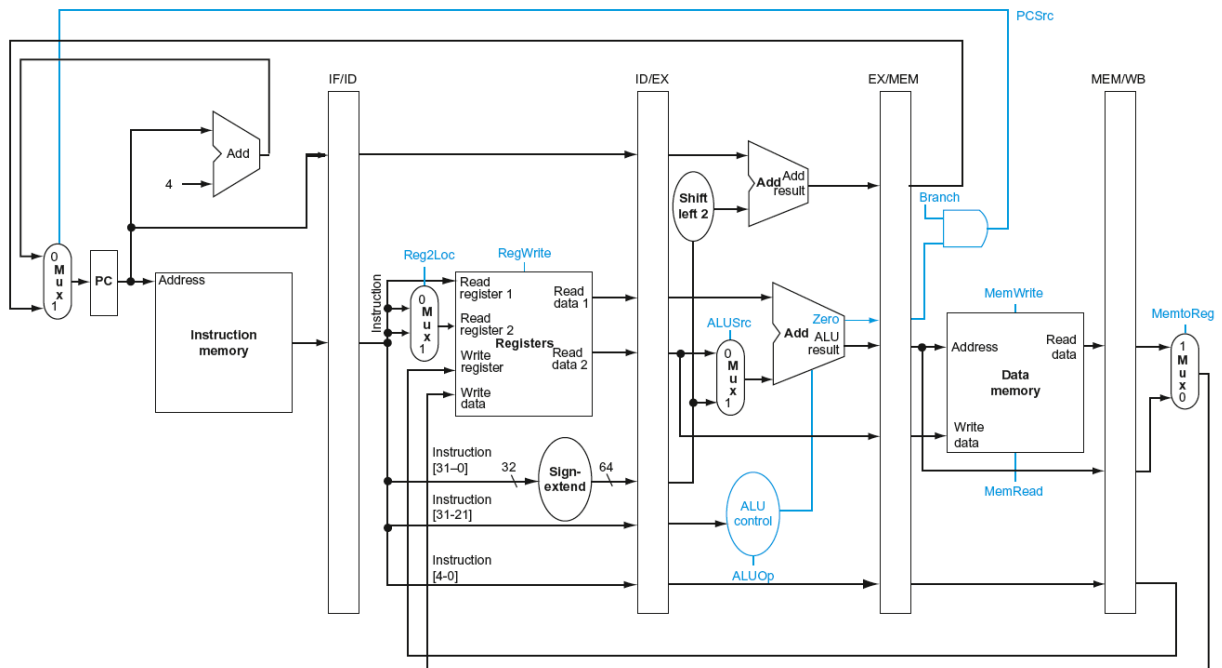 PCSrc
IF/ID
ID/EX
EX/MEM
MEM/WB
Add
4
Add
Add
result
Shift
left 2
Branch
0
M
u
x
1
PC
Address
Instruction
memory
Instruction
Reg2Loc
0
M
u
x
1
RegWrite
Read
register 1
Read
register 2
Write
register
Write
data
Registers
Read
data 1
Read
data 2
ALUSrc
0
M
u
x
1
Zero
Add
ALU
result
MemWrite
Address
Read
data
Data
memory
Write
data
MemRead
MemtoReg
1
M
u
x
0
Instruction
[31–0]
32
Sign-
extend
64
Instruction
[31-21]
ALU
control
Instruction
[4-0]
ALUOp